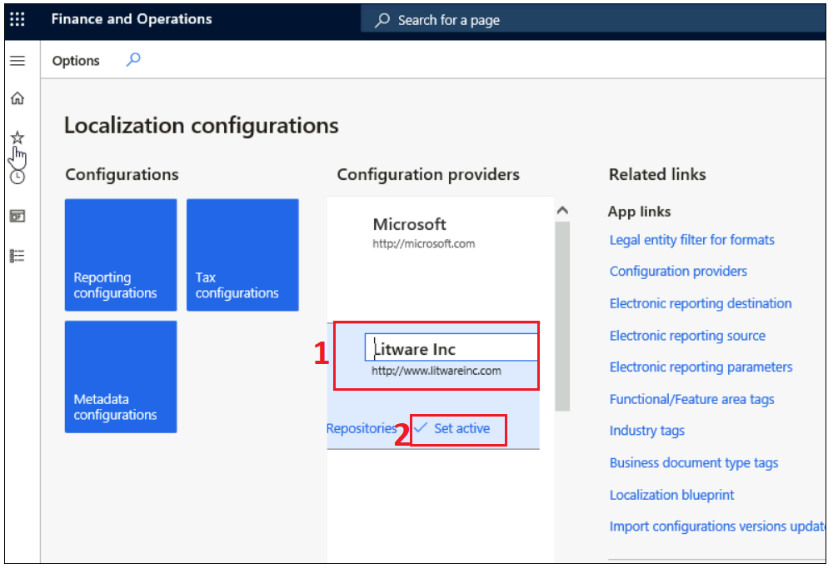 Finance and Operations
Search for a page
Options
Localization configurations
Configurations
Reporting
configurations
Tax
configurations
Metadata
configurations
Configuration providers
Microsoft
http://microsoft.com
1
Litware Inc
http://www.litwareinc.com
Repositories
2
Set active
Related links
App links
Legal entity filter for formats
Configuration providers
Electronic reporting destination
Electronic reporting source
Electronic reporting parameters
Functional/Feature area tags
Industry tags
Business document type tags
Localization blueprint
Import configurations versions updat